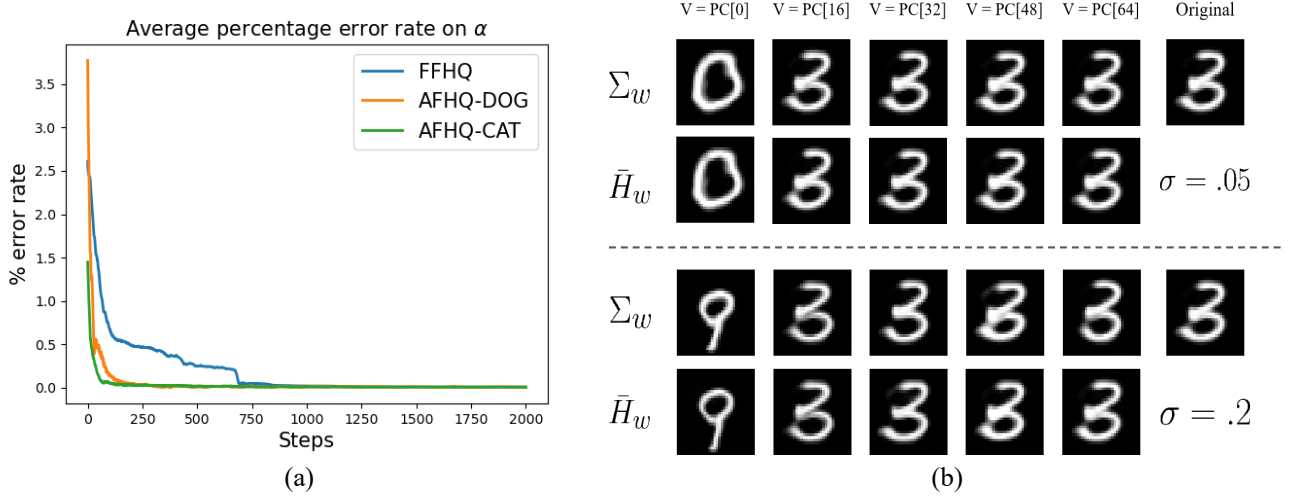 Average percentage error rate on α
FFHQ
AFHQ-DOG
AFHQ-CAT
% error rate
3.5
3.0
2.5
2.0
1.5
1.0
0.5
0.0
0 250 500 750 1000 1250 1500 1750 2000
Steps
(a)
V = PC[0] V = PC[16] V = PC[32] V = PC[48] V = PC[64] Original
Σ_w
H̄_w
σ = .05
Σ_w
H̄_w
σ = .2
(b)